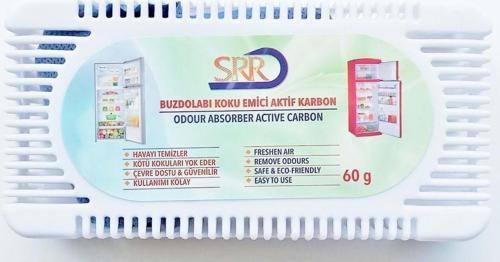 SRR
BUZDOLABI KOKU EMİCİ AKTİF KARBON
ODOUR ABSORBER ACTIVE CARBON
HAVAYI TEMİZLER
KÖTÜ KOKULARI YOK EDER
ÇEVRE DOSTU & GÜVENİLİR
KULLANIMI KOLAY
FRESHEN AIR
REMOVE ODOURS
SAFE & ECO-FRIENDLY
EASY TO USE
60 g